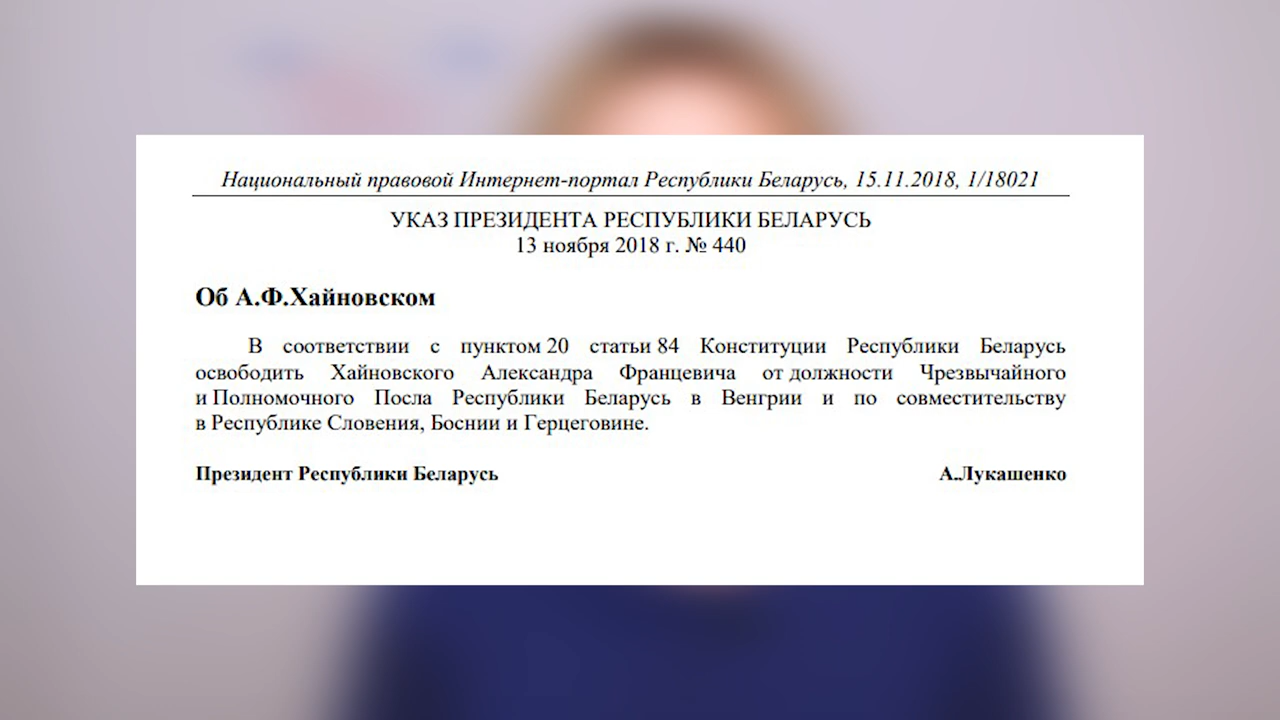 Национальный правовой Интернет-портал Республики Беларусь, 15.11.2018, 1/18021
УКАЗ ПРЕЗИДЕНТА РЕСПУБЛИКИ БЕЛАРУСЬ
13 ноября 2018 г. № 440
Об А.Ф.Хайновском
В соответствии с пунктом 20 статьи 84 Конституции Республики Беларусь
освободить Хайновского Александра Францевича от должности Чрезвычайного
и Полномочного Посла Республики Беларусь в Венгрии и по совместительству
в Республике Словения, Боснии и Герцеговине.
Президент Республики Беларусь А.Лукашенко